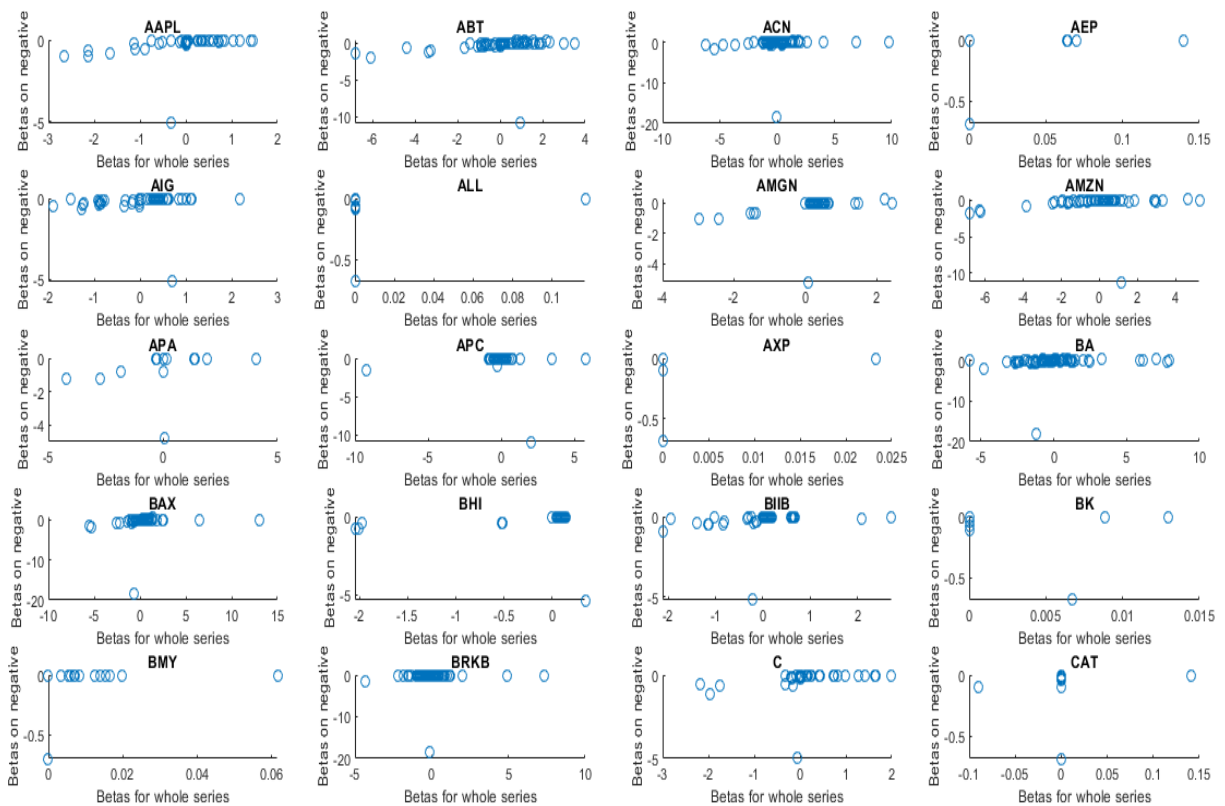 AAPL
Betas on negative
0
-5
-3 -2 -1 0 1 2
Betas for whole series
ABT
Betas on negative
0
-5
-10
-6 -4 -2 0 2 4
Betas for whole series
ACN
Betas on negative
0
-10
-20
-10 -5 0 5 10
Betas for whole series
AEP
Betas on negative
0
-0.5
0 0.05 0.1 0.15
Betas for whole series
AIG
Betas on negative
0
-5
-2 -1 0 1 2 3
Betas for whole series
ALL
Betas on negative
0
-0.5
0 0.02 0.04 0.06 0.08 0.1
Betas for whole series
AMGN
Betas on negative
0
-2
-4
-4 -2 0 2
Betas for whole series
AMZN
Betas on negative
0
-5
-10
-6 -4 -2 0 2 4
Betas for whole series
APA
Betas on negative
0
-2
-4
-5 0 5
Betas for whole series
APC
Betas on negative
0
-5
-10
-10 -5 0 5
Betas for whole series
AXP
Betas on negative
0
-0.5
0 0.005 0.01 0.015 0.02 0.025
Betas for whole series
BA
Betas on negative
0
-10
-20
-5 0 5 10
Betas for whole series
BAX
Betas on negative
0
-10
-20
-10 -5 0 5 10 15
Betas for whole series
BHI
Betas on negative
0
-5
-2 -1.5 -1 -0.5 0
Betas for whole series
BIIB
Betas on negative
0
-5
-2 -1 0 1 2
Betas for whole series
BK
Betas on negative
0
-0.5
0 0.005 0.01 0.015
Betas for whole series
BMY
Betas on negative
0
-0.5
0 0.02 0.04 0.06
Betas for whole series
BRKB
Betas on negative
0
-10
-20
-5 0 5 10
Betas for whole series
C
Betas on negative
0
-5
-3 -2 -1 0 1 2
Betas for whole series
CAT
Betas on negative
0
-0.5
-0.1 -0.05 0 0.05 0.1 0.15
Betas for whole series